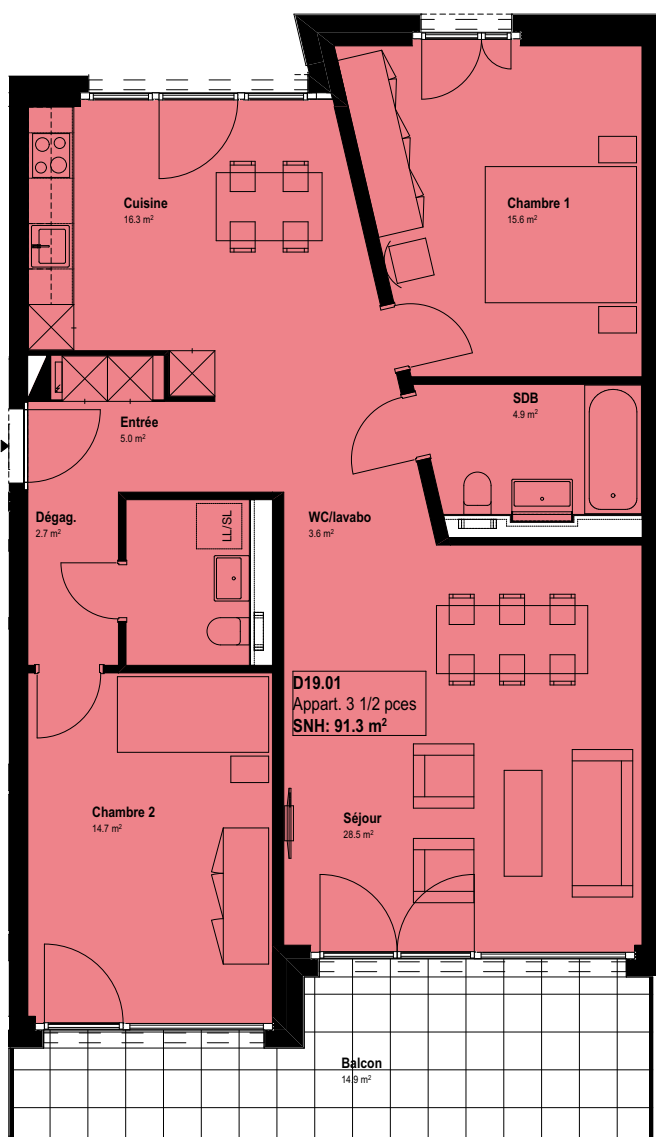 Cuisine
16.3 m²
Chambre 1
15.6 m²
SDB
4.9 m²
Entrée
5.0 m²
Dégag.
2.7 m²
LL/SL
WC/lavabo
3.6 m²
D19.01
Appart. 3 1/2 pces
SNH: 91.3 m²
Chambre 2
14.7 m²
Séjour
28.5 m²
Balcon
14.9 m²